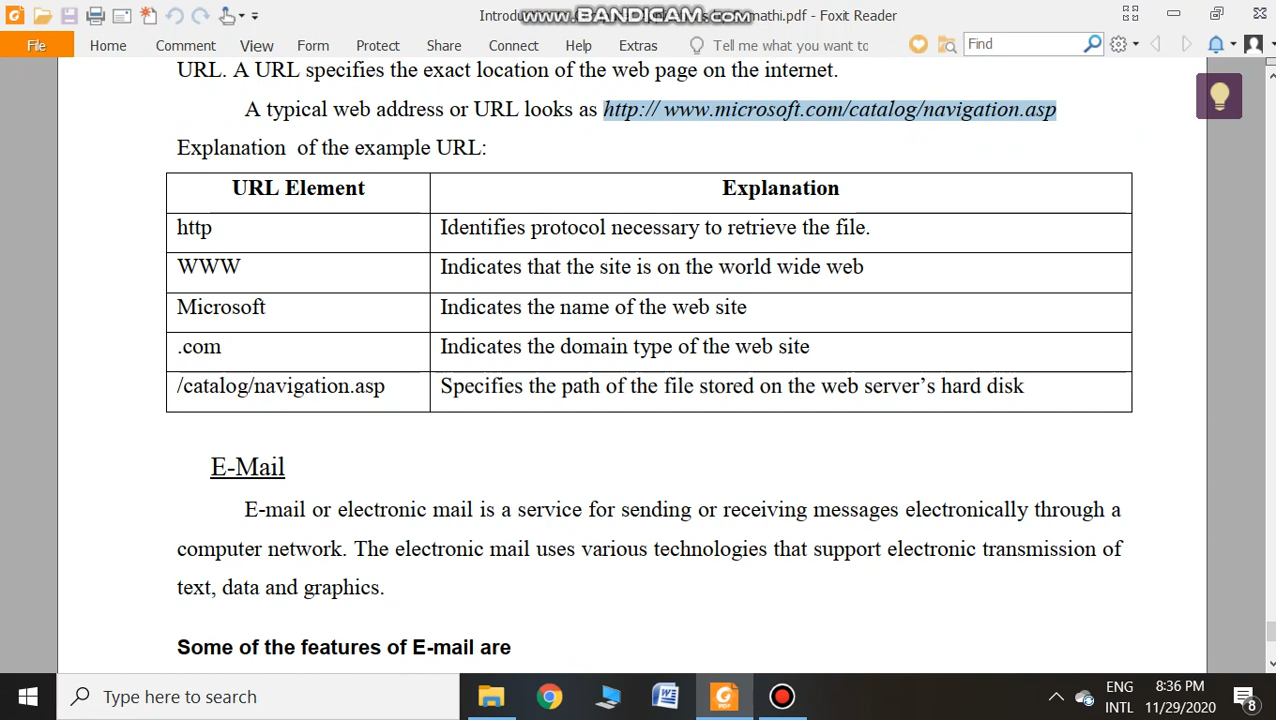 Introdu
www.BANDICAM.com
mathi.pdf - Foxit Reader
File Home Comment View Form Protect Share Connect Help Extras Tell me what you want to Find
URL. A URL specifies the exact location of the web page on the internet.
A typical web address or URL looks as http:// www.microsoft.com/catalog/navigation.asp
Explanation of the example URL:
URL Element Explanation
http Identifies protocol necessary to retrieve the file.
WWW Indicates that the site is on the world wide web
Microsoft Indicates the name of the web site
.com Indicates the domain type of the web site
/catalog/navigation.asp Specifies the path of the file stored on the web server's hard disk
E-Mail
E-mail or electronic mail is a service for sending or receiving messages electronically through a
computer network. The electronic mail uses various technologies that support electronic transmission of
text, data and graphics.
Some of the features of E-mail are
Type here to search
ENG 8:36 PM
INTL 11/29/2020
8